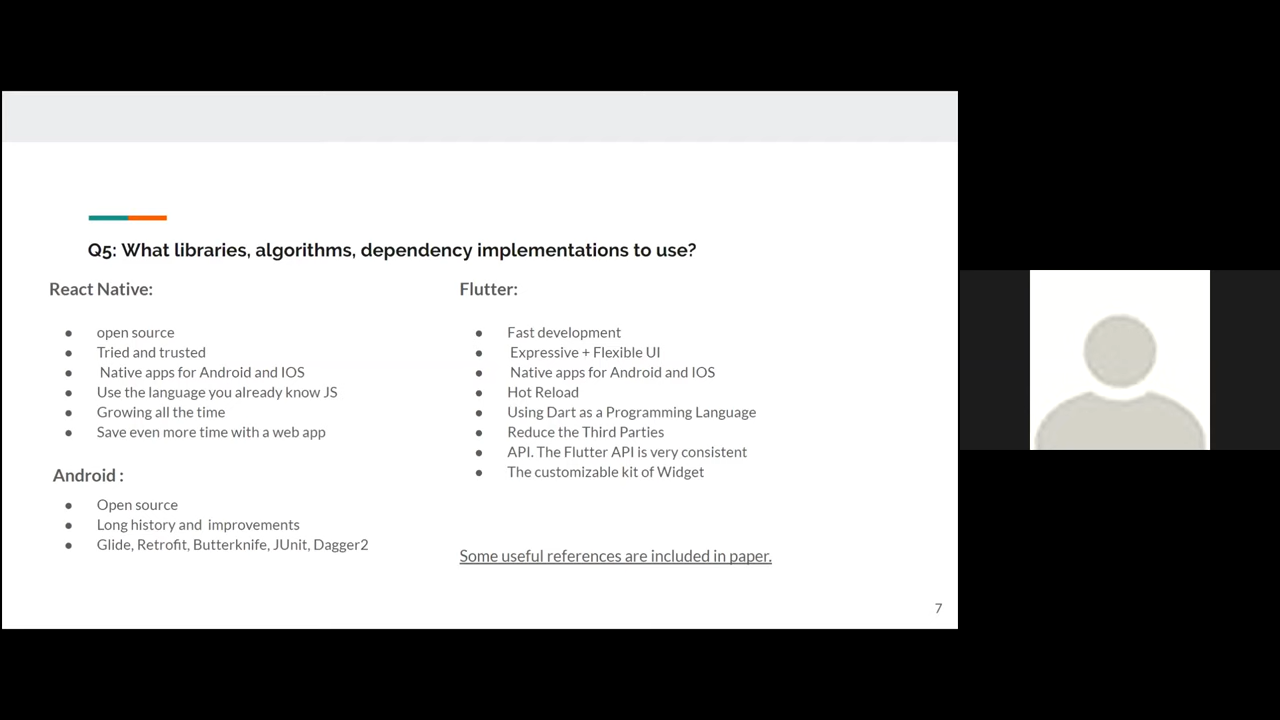 Q5: What libraries, algorithms, dependency implementations to use?
React Native:
● open source
● Tried and trusted
● Native apps for Android and IOS
● Use the language you already know JS
● Growing all the time
● Save even more time with a web app
Android :
● Open source
● Long history and improvements
● Glide, Retrofit, Butterknife, JUnit, Dagger2
Flutter:
● Fast development
● Expressive + Flexible UI
● Native apps for Android and IOS
● Hot Reload
● Using Dart as a Programming Language
● Reduce the Third Parties
● API. The Flutter API is very consistent
● The customizable kit of Widget
Some useful references are included in paper.
7